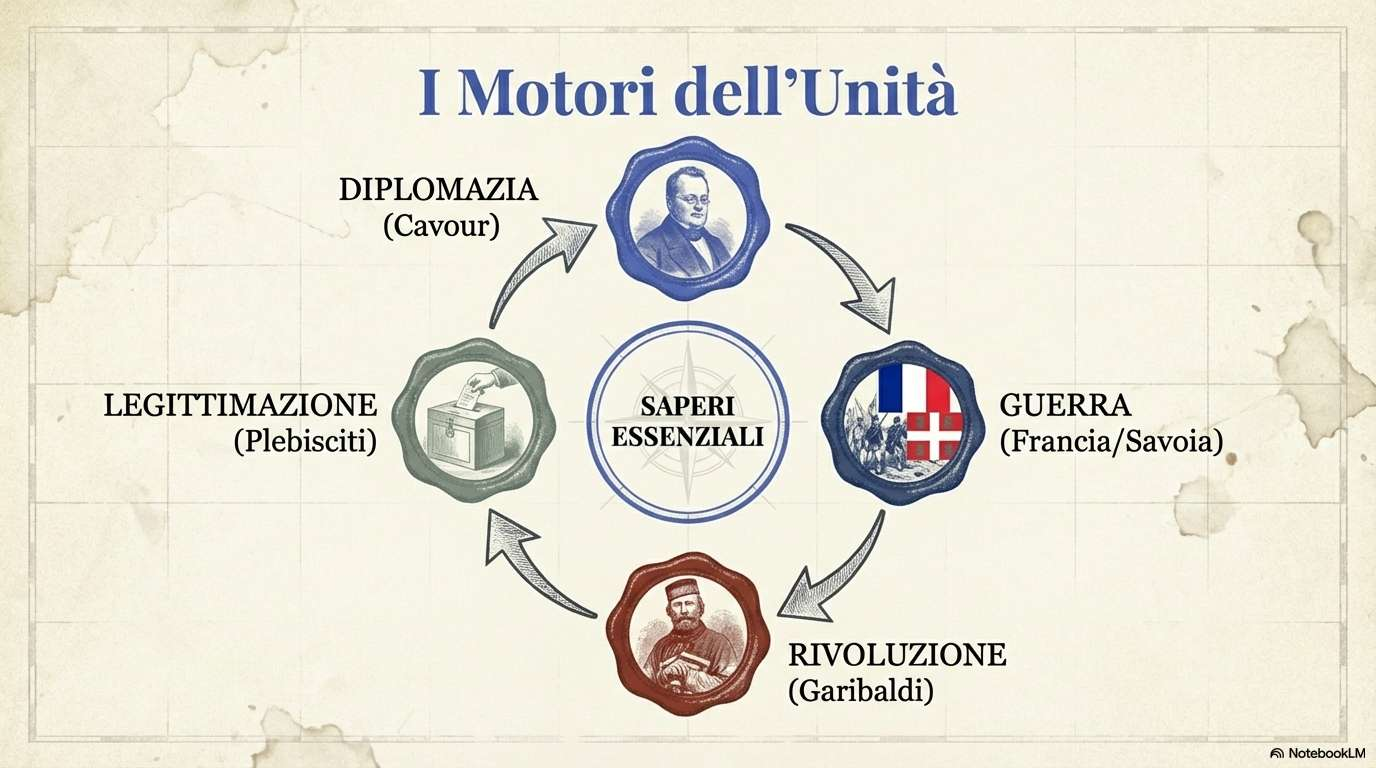 I Motori dell’Unità
DIPLOMAZIA
(Cavour)
LEGITTIMAZIONE
(Plebisciti)
SAPERI
ESSENZIALI
GUERRA
(Francia/Savoia)
RIVOLUZIONE
(Garibaldi)
NotebookLM